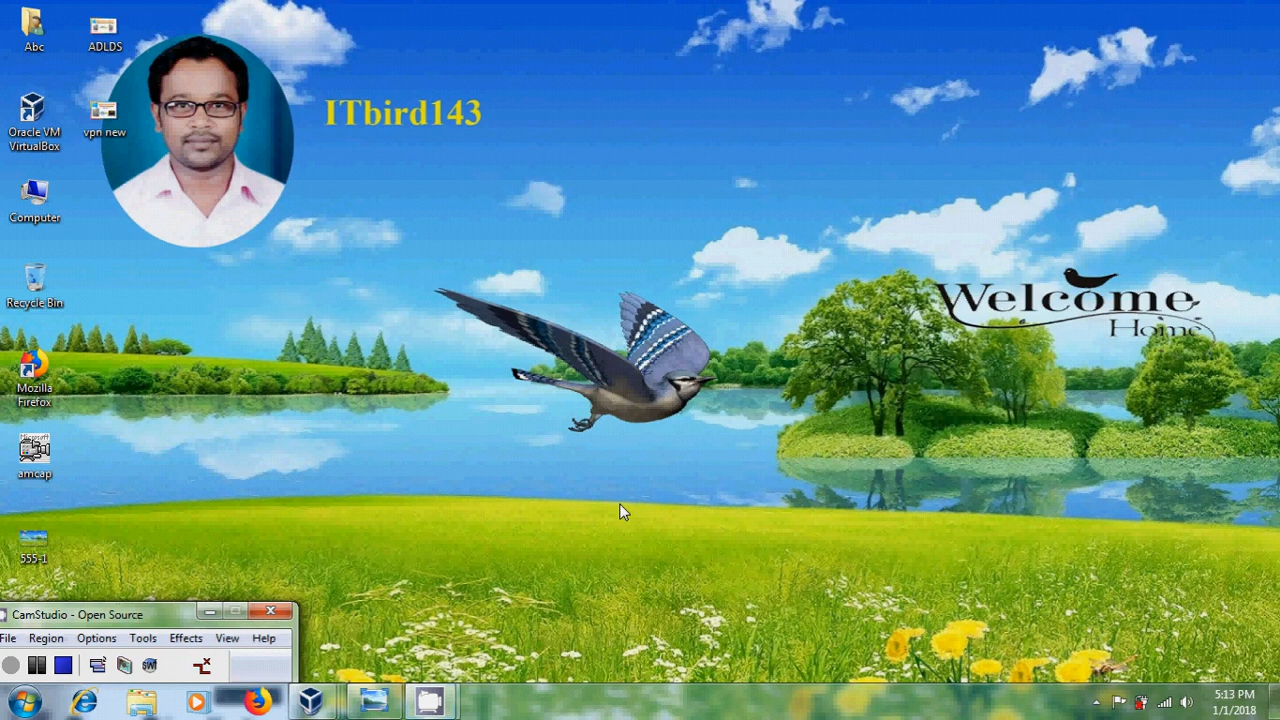 Abc
ADLDS
ITbird143
Oracle VM
VirtualBox
vpn new
Computer
Recycle Bin
Welcome
Home
Mozilla
Firefox
amcap
555-1
CamStudio - Open Source
File Region Options Tools Effects View Help
SWf
5:13 PM
1/1/2018